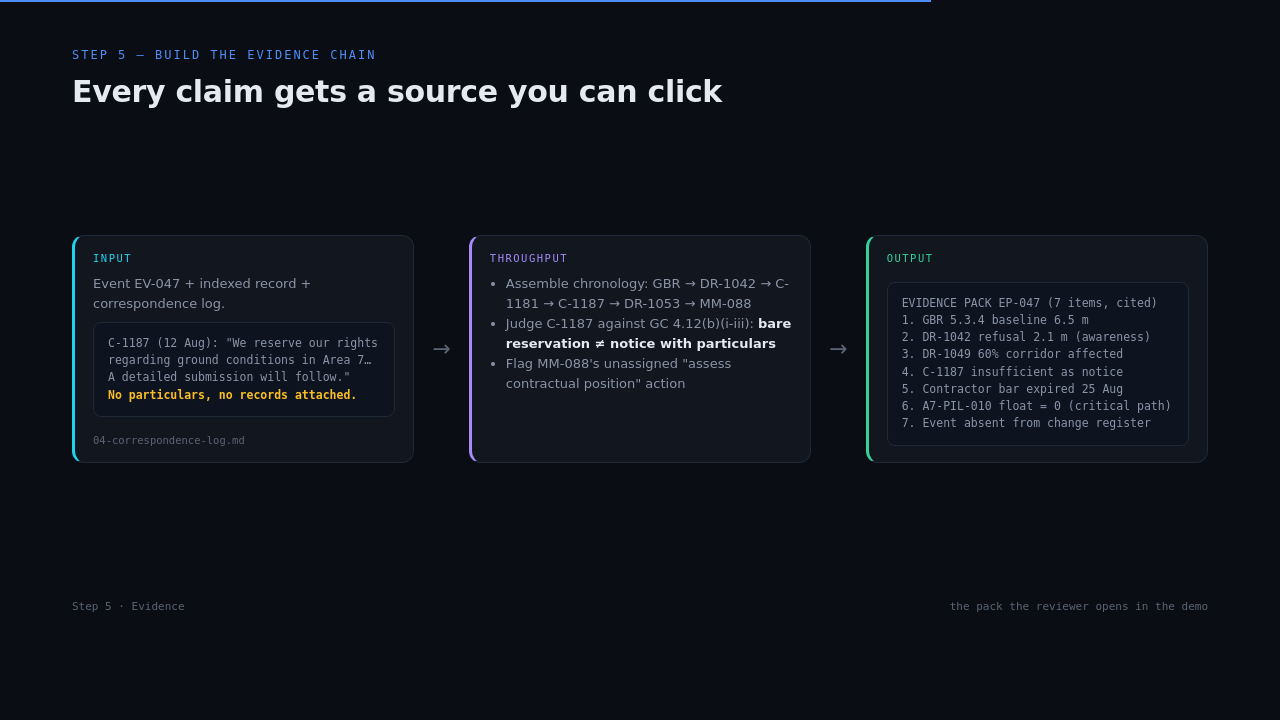 STEP 5 — BUILD THE EVIDENCE CHAIN
Every claim gets a source you can click
INPUT
Event EV-047 + indexed record +
correspondence log.
C-1187 (12 Aug): "We reserve our rights
regarding ground conditions in Area 7…
A detailed submission will follow."
No particulars, no records attached.
04-correspondence-log.md
→
THROUGHPUT
• Assemble chronology: GBR → DR-1042 → C-
1181 → C-1187 → DR-1053 → MM-088
• Judge C-1187 against GC 4.12(b)(i-iii): bare
reservation ≠ notice with particulars
• Flag MM-088's unassigned "assess
contractual position" action
→
OUTPUT
EVIDENCE PACK EP-047 (7 items, cited)
1. GBR 5.3.4 baseline 6.5 m
2. DR-1042 refusal 2.1 m (awareness)
3. DR-1049 60% corridor affected
4. C-1187 insufficient as notice
5. Contractor bar expired 25 Aug
6. A7-PIL-010 float = 0 (critical path)
7. Event absent from change register
Step 5 · Evidence
the pack the reviewer opens in the demo